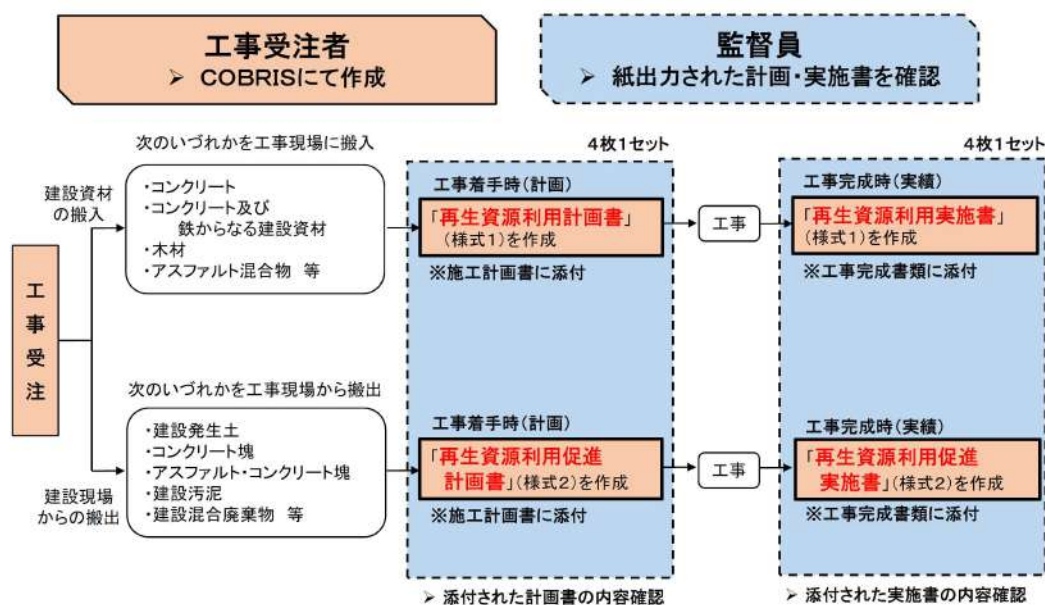 工事受注者
➢ COBRISにて作成
監督員
➢ 紙出力された計画・実施書を確認
工事受注
建設資材
の搬入
次のいづれかを工事現場に搬入
・コンクリート
・コンクリート及び
鉄からなる建設資材
・木材
・アスファルト混合物 等
4枚1セット
工事着手時(計画)
「再生資源利用計画書」
(様式1)を作成
※施工計画書に添付
工事
4枚1セット
工事完成時(実績)
「再生資源利用実施書」
(様式1)を作成
※工事完成書類に添付
建設現場
からの搬出
次のいづれかを工事現場から搬出
・建設発生土
・コンクリート塊
・アスファルト・コンクリート塊
・建設汚泥
・建設混合廃棄物 等
工事着手時(計画)
「再生資源利用促進
計画書」(様式2)を作成
※施工計画書に添付
工事
工事完成時(実績)
「再生資源利用促進
実施書」(様式2)を作成
※工事完成書類に添付
➢ 添付された計画書の内容確認
➢ 添付された実施書の内容確認